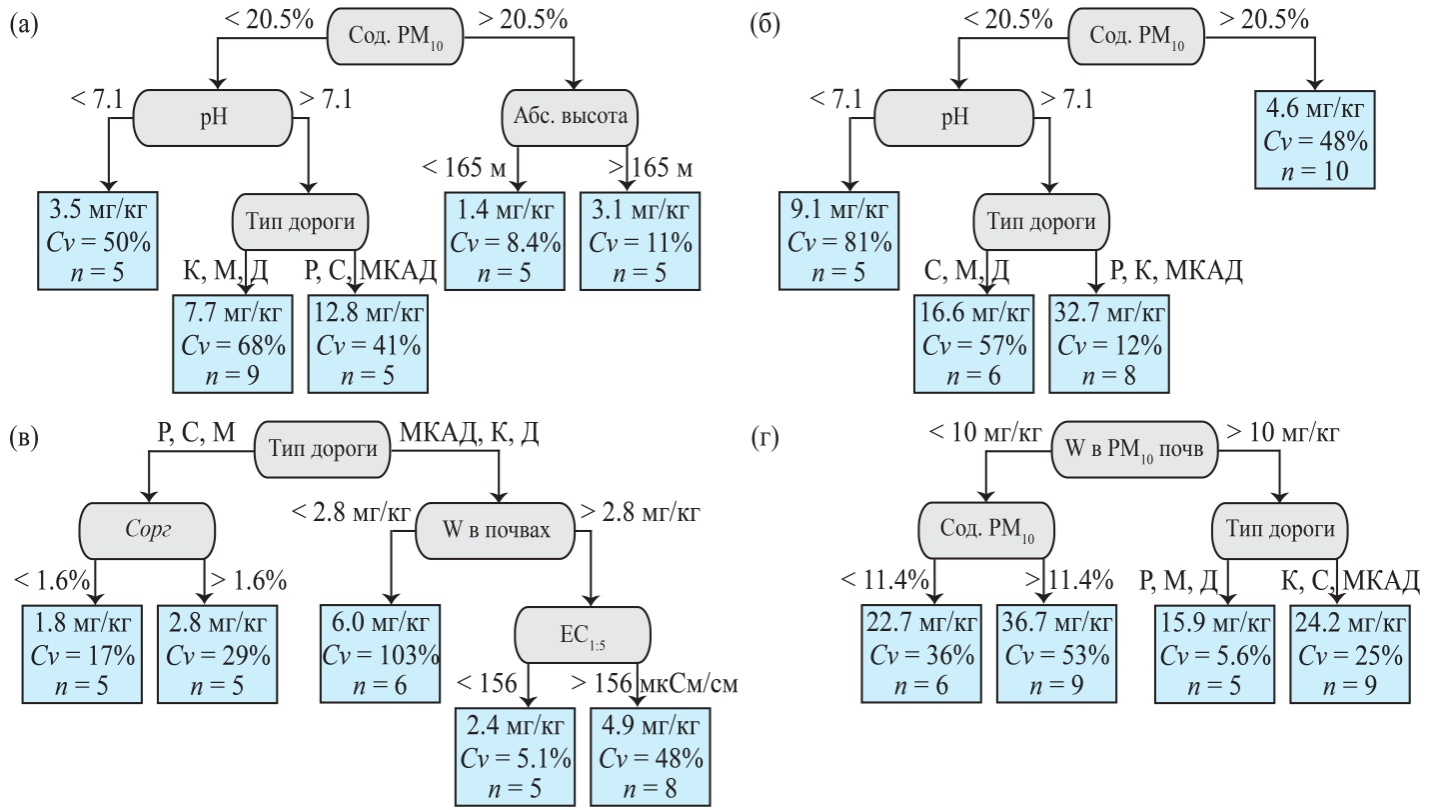 (а)
< 20.5%
Сод. PM10
> 20.5%
< 7.1
pH
> 7.1
Абс. высота
< 165 м
> 165 м
3.5 мг/кг
Cv = 50%
n = 5
Тип дороги
1.4 мг/кг
Cv = 8.4%
n = 5
3.1 мг/кг
Cv = 11%
n = 5
К, М, Д
Р, С, МКАД
7.7 мг/кг
Cv = 68%
n = 9
12.8 мг/кг
Cv = 41%
n = 5
(б)
< 20.5%
Сод. PM10
> 20.5%
< 7.1
pH
> 7.1
4.6 мг/кг
Cv = 48%
n = 10
9.1 мг/кг
Cv = 81%
n = 5
Тип дороги
С, М, Д
Р, К, МКАД
16.6 мг/кг
Cv = 57%
n = 6
32.7 мг/кг
Cv = 12%
n = 8
(в)
Р, С, М
Тип дороги
МКАД, К, Д
Cорг
< 2.8 мг/кг
W в почвах
> 2.8 мг/кг
< 1.6%
> 1.6%
1.8 мг/кг
Cv = 17%
n = 5
2.8 мг/кг
Cv = 29%
n = 5
6.0 мг/кг
Cv = 103%
n = 6
EC1:5
< 156
> 156 мкСм/см
2.4 мг/кг
Cv = 5.1%
n = 5
4.9 мг/кг
Cv = 48%
n = 8
(г)
< 10 мг/кг
W в PM10 почв
> 10 мг/кг
Сод. PM10
Тип дороги
< 11.4%
> 11.4%
Р, М, Д
К, С, МКАД
22.7 мг/кг
Cv = 36%
n = 6
36.7 мг/кг
Cv = 53%
n = 9
15.9 мг/кг
Cv = 5.6%
n = 5
24.2 мг/кг
Cv = 25%
n = 9